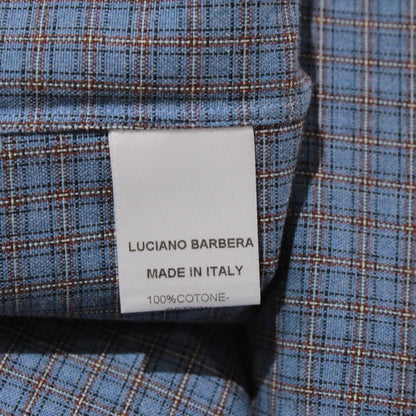 LUCIANO BARBERA
MADE IN ITALY
100%COTONE-